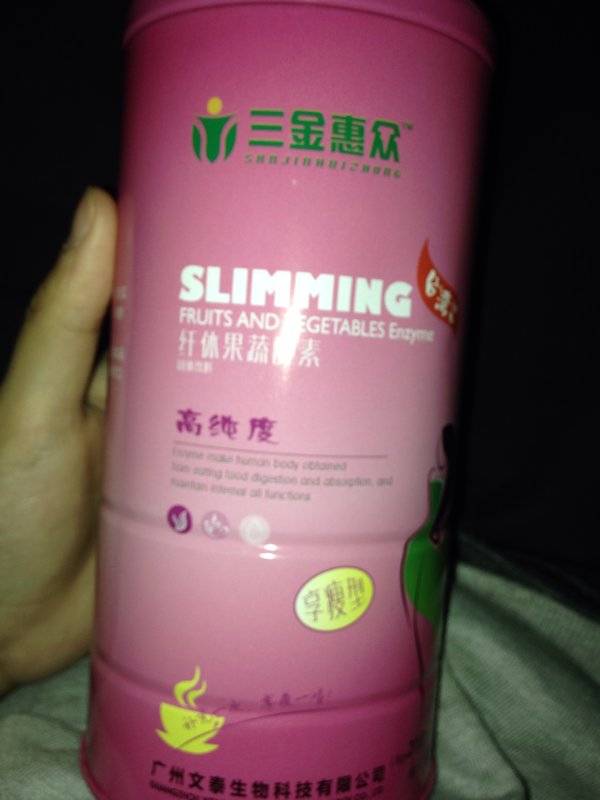 三金惠众™
SANJINHUIZHONG
SLIMMING
FRUITS AND VEGETABLES Enzyme
纤体果蔬酵素
高纯度
Enzyme make human body obtained
from eating food digestion and absorption, and
maintain internal all functions
享瘦型
广州文泰生物科技有限公司